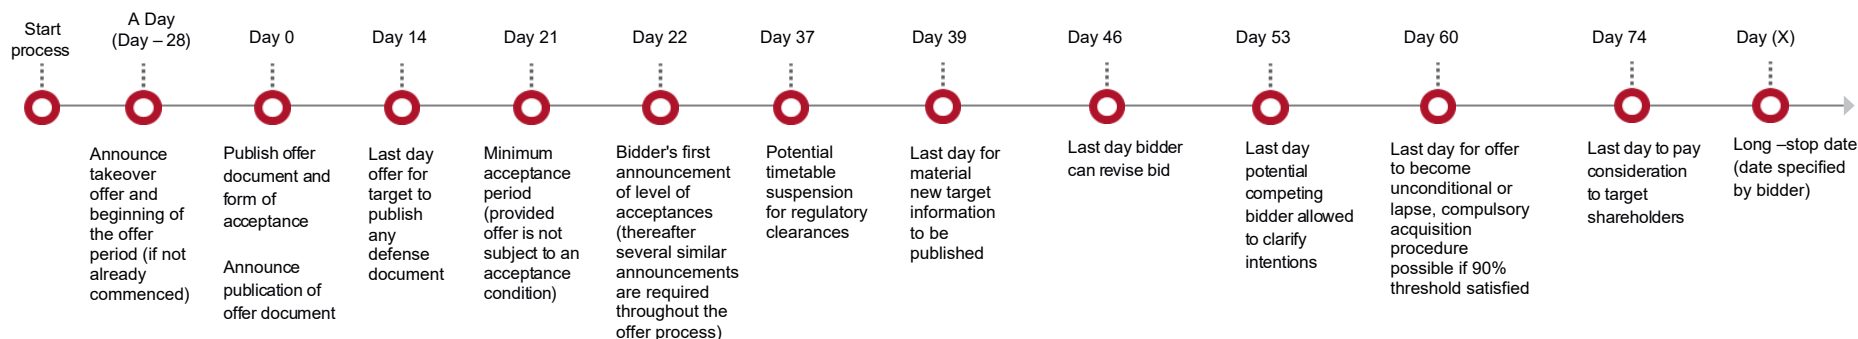 Start
process
A Day
(Day – 28)
Day 0
Day 14
Day 21
Day 22
Day 37
Day 39
Day 46
Day 53
Day 60
Day 74
Day (X)
Announce
takeover
offer and
beginning of
the offer
period (if not
already
commenced)
Publish offer
document and
form of
acceptance
Announce
publication of
offer document
Last day
offer for
target to
publish
any
defense
document
Minimum
acceptance
period
(provided
offer is not
subject to an
acceptance
condition)
Bidder's first
announcement
of level of
acceptances
(thereafter
several similar
announcements
are required
throughout the
offer process)
Potential
timetable
suspension
for regulatory
clearances
Last day for
material
new target
information
to be
published
Last day bidder
can revise bid
Last day
potential
competing
bidder allowed
to clarify
intentions
Last day for offer
to become
unconditional or
lapse, compulsory
acquisition
procedure
possible if 90%
threshold satisfied
Last day to pay
consideration
to target
shareholders
Long –stop date
(date specified
by bidder)